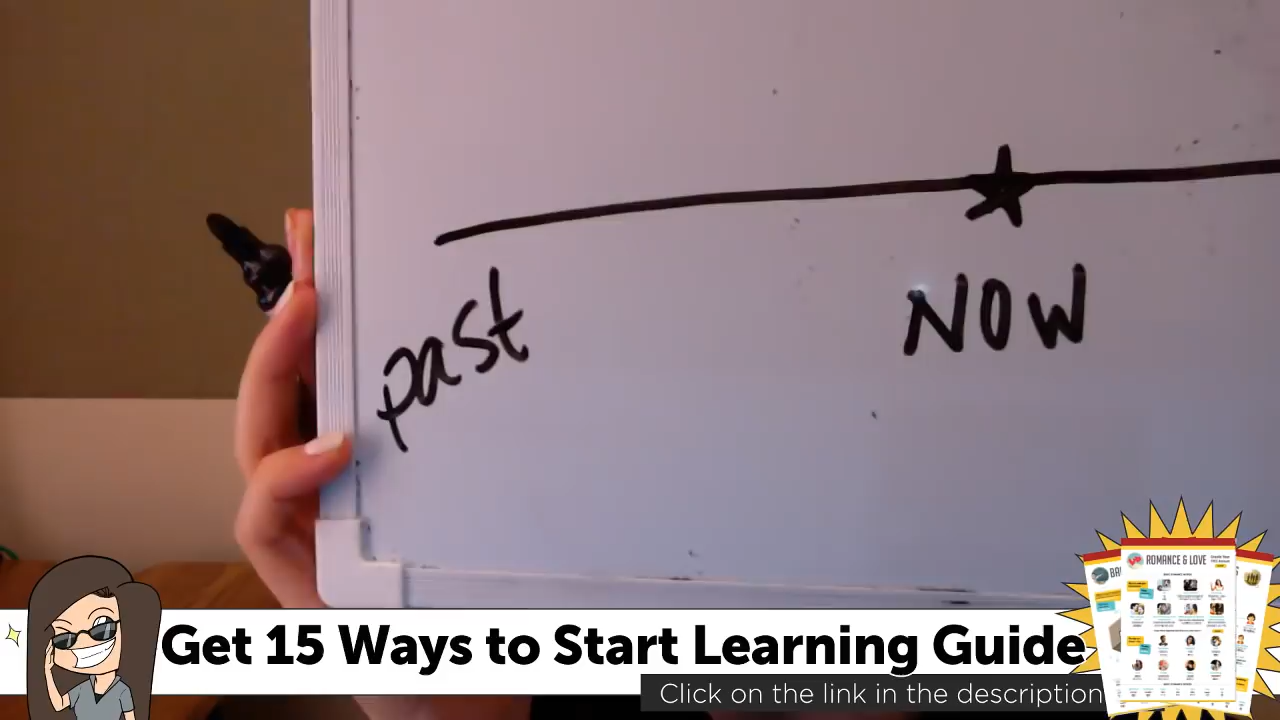 past
NOW
Get 15 Ways to Start Learning Guide
Click on the link in the description
ROMANCE & LOVE